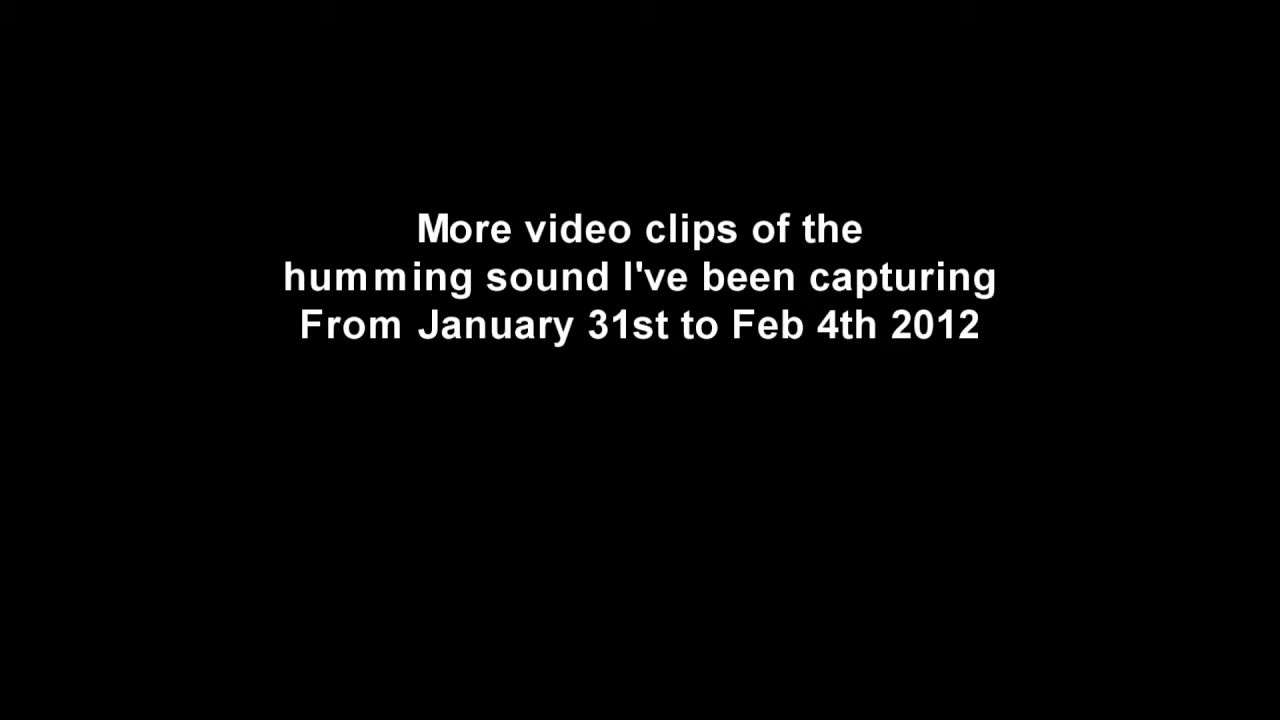 More video clips of the
humming sound I've been capturing
From January 31st to Feb 4th 2012